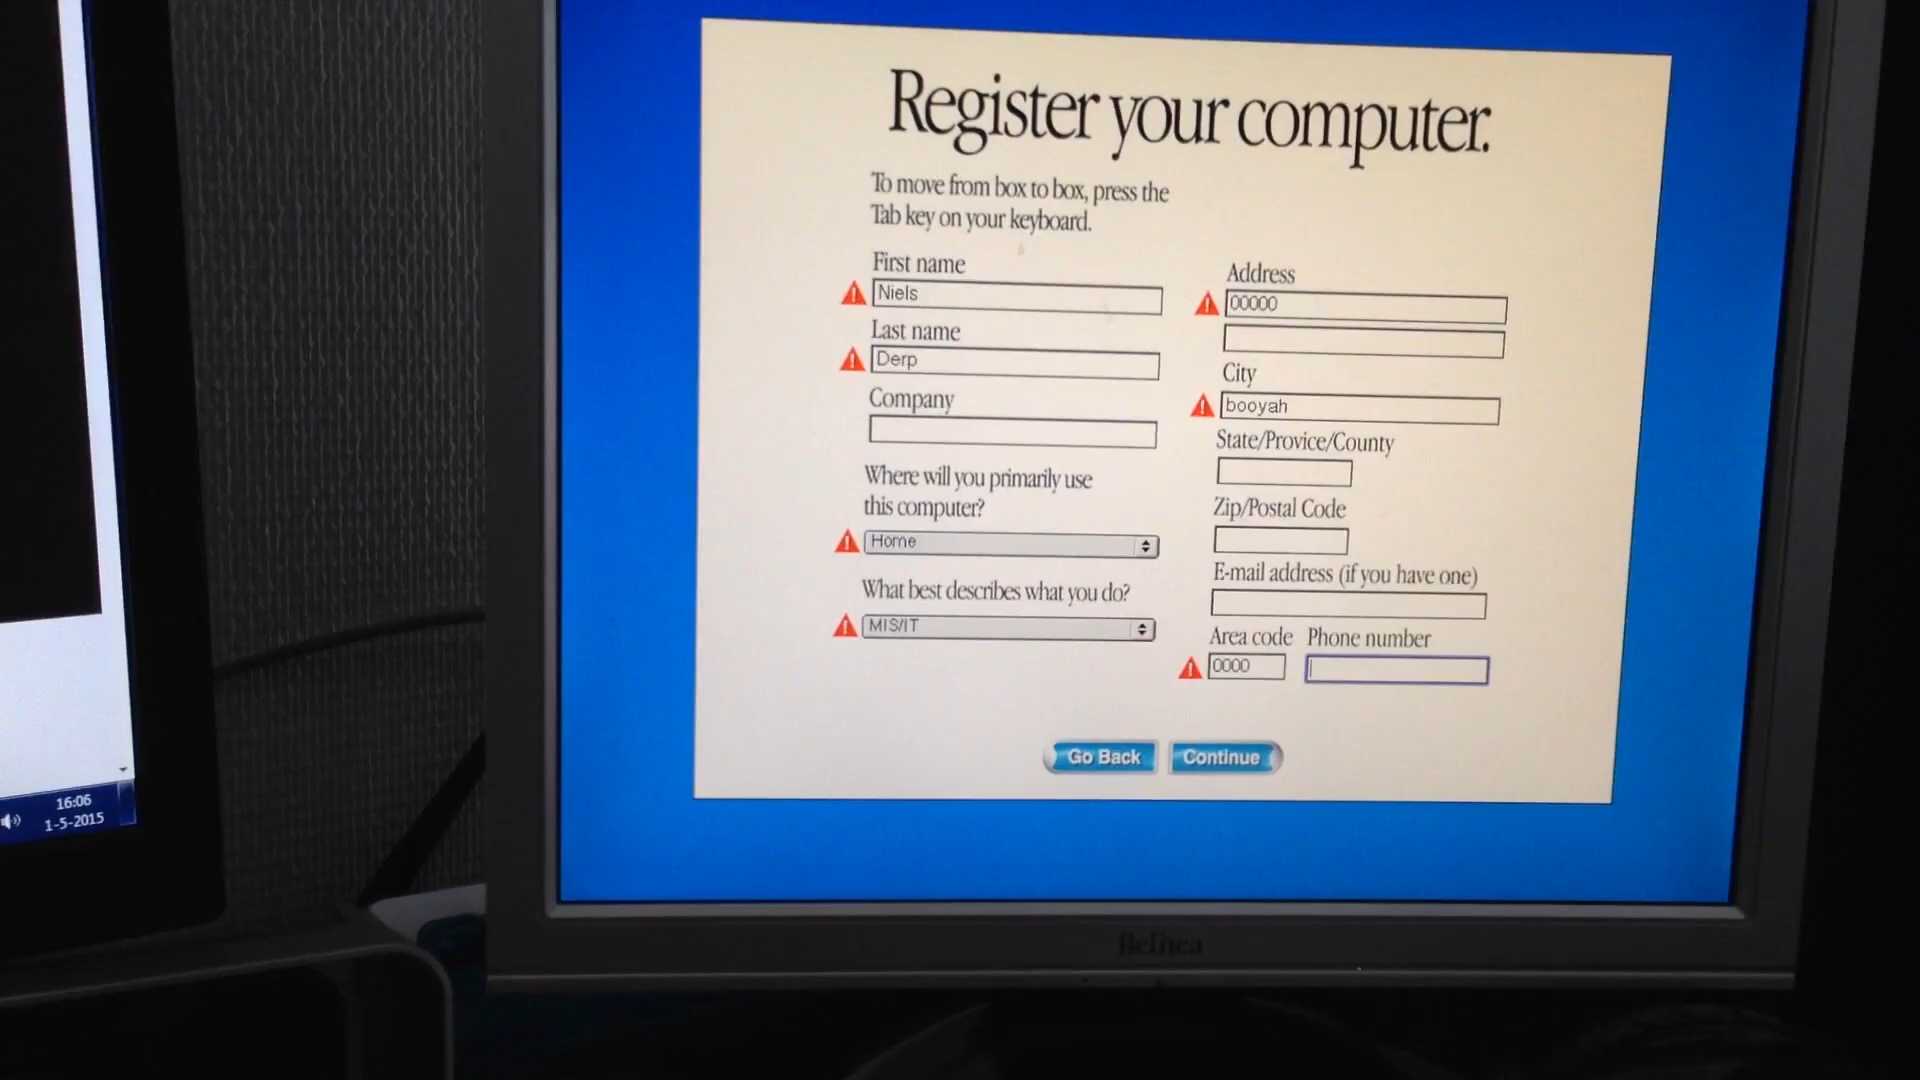 Register your computer.
To move from box to box, press the
Tab key on your keyboard.
First name
Niels
Last name
Derp
Company
Where will you primarily use
this computer?
Home
What best describes what you do?
MIS/IT
Address
00000
City
booyah
State/Provice/County
Zip/Postal Code
E-mail address (if you have one)
Area code Phone number
0000
Go Back Continue
16:06
1-5-2015
Belinea